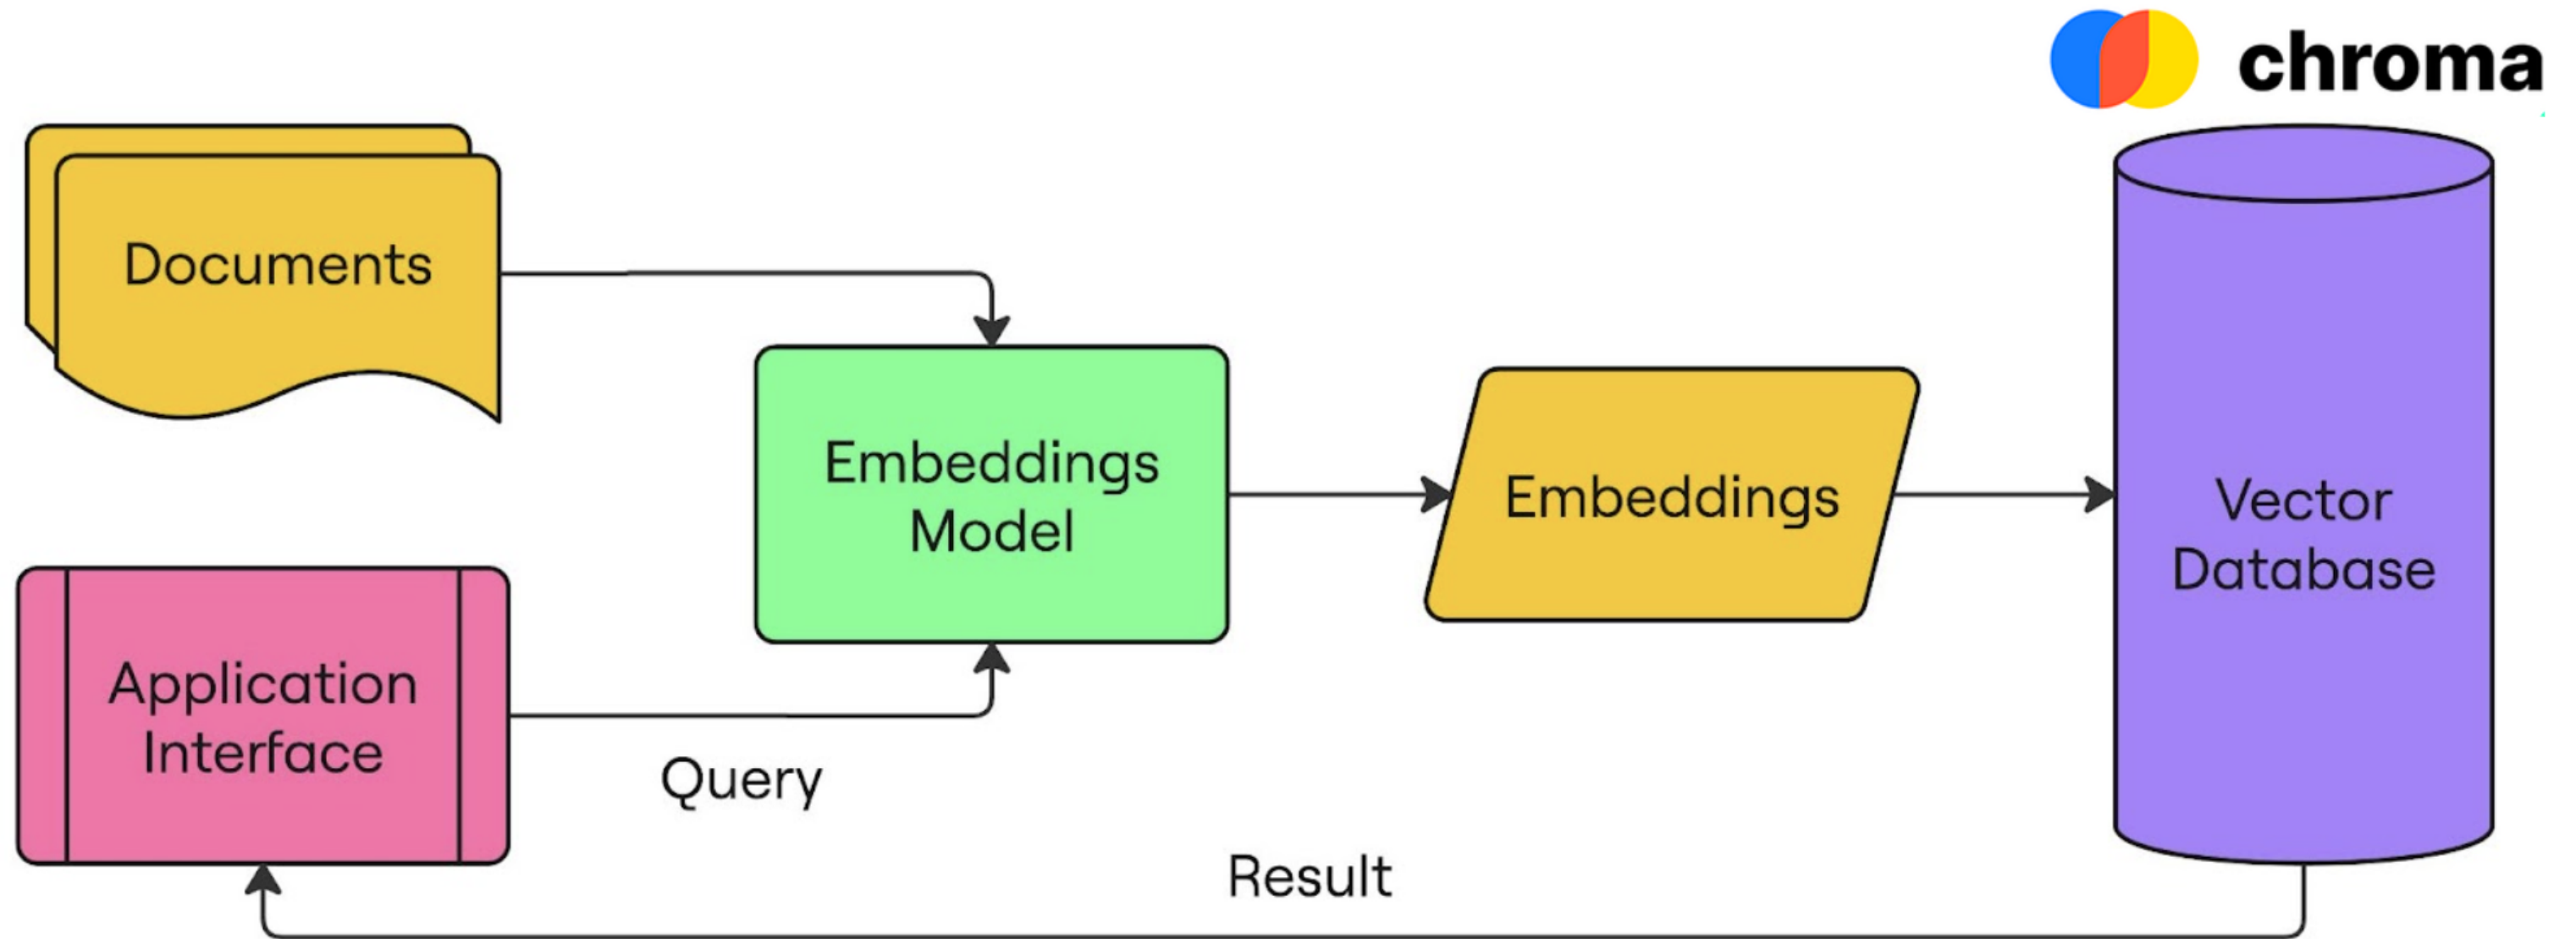 chroma
Documents
Embeddings
Model
Embeddings
Vector
Database
Application
Interface
Query
Result